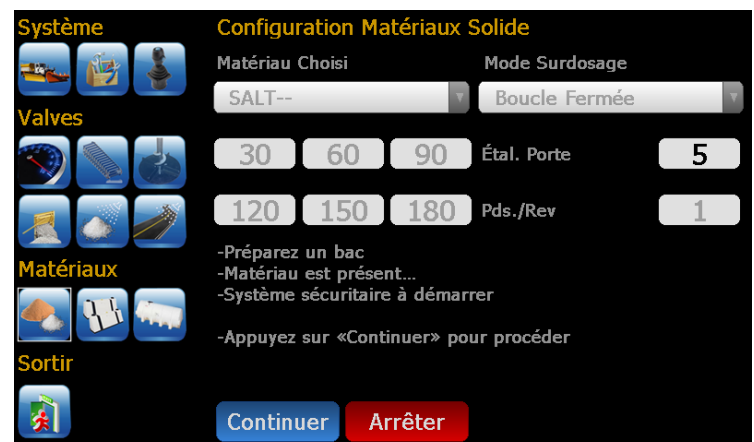 Système
Configuration Matériaux Solide
Matériau Choisi
Mode Surdosage
SALT--
Boucle Fermée
Valves
30 60 90 Étal. Porte 5
120 150 180 Pds./Rev 1
-Préparez un bac
Matériaux
-Matériau est présent...
-Système sécuritaire à démarrer
-Appuyez sur «Continuer» pour procéder
Sortir
Continuer
Arrêter